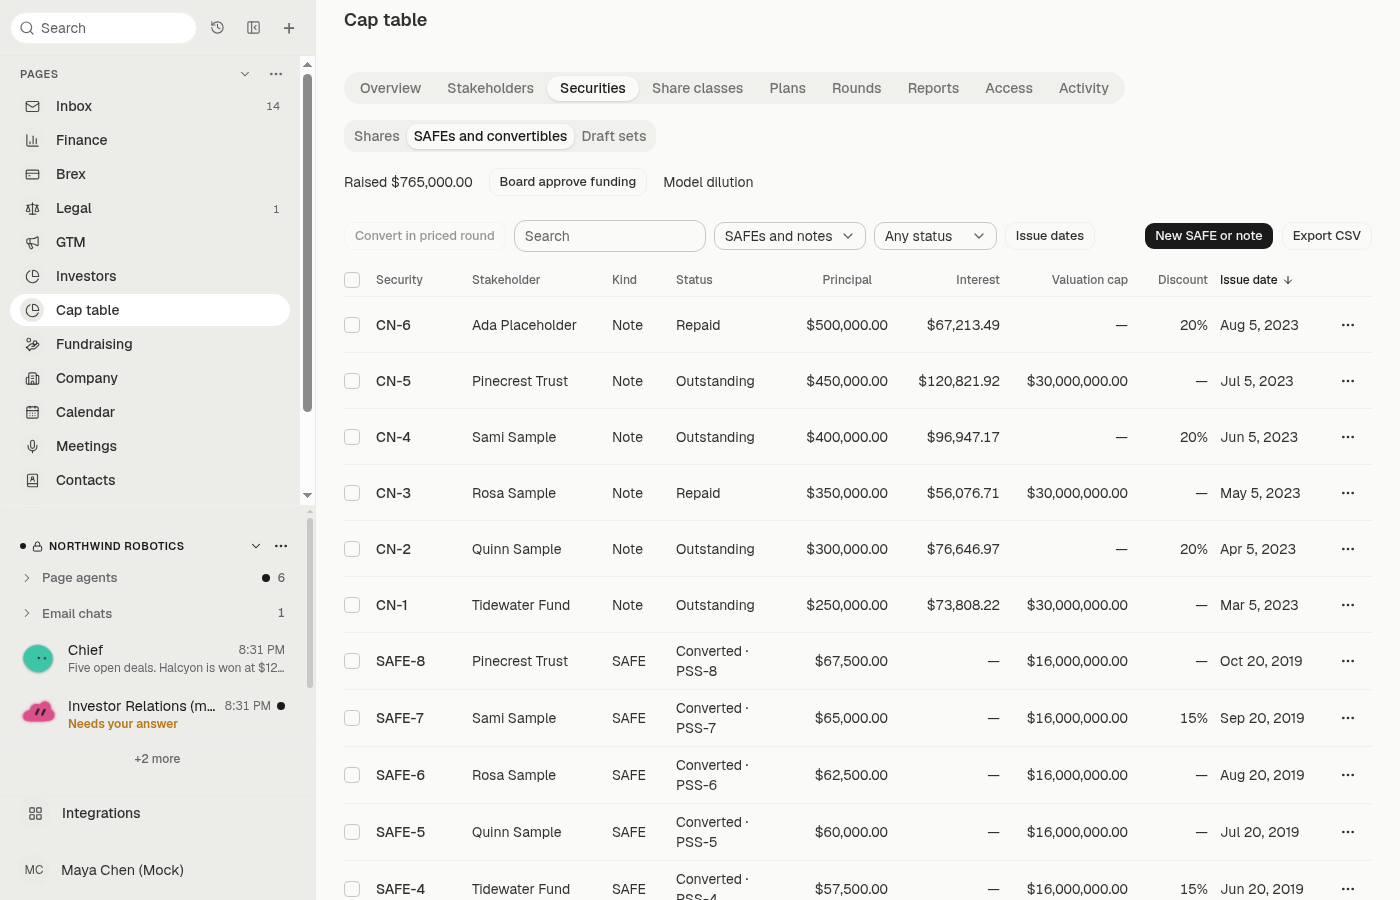 Search
PAGES
Inbox 14
Finance
Brex
Legal 1
GTM
Investors
Cap table
Fundraising
Company
Calendar
Meetings
Contacts
NORTHWIND ROBOTICS
Page agents 6
Email chats 1
Chief 8:31 PM
Five open deals. Halcyon is won at $12...
Investor Relations (m... 8:31 PM
Needs your answer
+2 more
Integrations
MC Maya Chen (Mock)
Cap table
Overview Stakeholders Securities Share classes Plans Rounds Reports Access Activity
Shares SAFEs and convertibles Draft sets
Raised $765,000.00 Board approve funding Model dilution
Convert in priced round Search SAFEs and notes Any status Issue dates New SAFE or note Export CSV
Security Stakeholder Kind Status Principal Interest Valuation cap Discount Issue date
CN-6 Ada Placeholder Note Repaid $500,000.00 $67,213.49 — 20% Aug 5, 2023
CN-5 Pinecrest Trust Note Outstanding $450,000.00 $120,821.92 $30,000,000.00 — Jul 5, 2023
CN-4 Sami Sample Note Outstanding $400,000.00 $96,947.17 — 20% Jun 5, 2023
CN-3 Rosa Sample Note Repaid $350,000.00 $56,076.71 $30,000,000.00 — May 5, 2023
CN-2 Quinn Sample Note Outstanding $300,000.00 $76,646.97 — 20% Apr 5, 2023
CN-1 Tidewater Fund Note Outstanding $250,000.00 $73,808.22 $30,000,000.00 — Mar 5, 2023
SAFE-8 Pinecrest Trust SAFE Converted · PSS-8 $67,500.00 — $16,000,000.00 — Oct 20, 2019
SAFE-7 Sami Sample SAFE Converted · PSS-7 $65,000.00 — $16,000,000.00 15% Sep 20, 2019
SAFE-6 Rosa Sample SAFE Converted · PSS-6 $62,500.00 — $16,000,000.00 — Aug 20, 2019
SAFE-5 Quinn Sample SAFE Converted · PSS-5 $60,000.00 — $16,000,000.00 — Jul 20, 2019
SAFE-4 Tidewater Fund SAFE Converted · PSS-4 $57,500.00 — $16,000,000.00 15% Jun 20, 2019